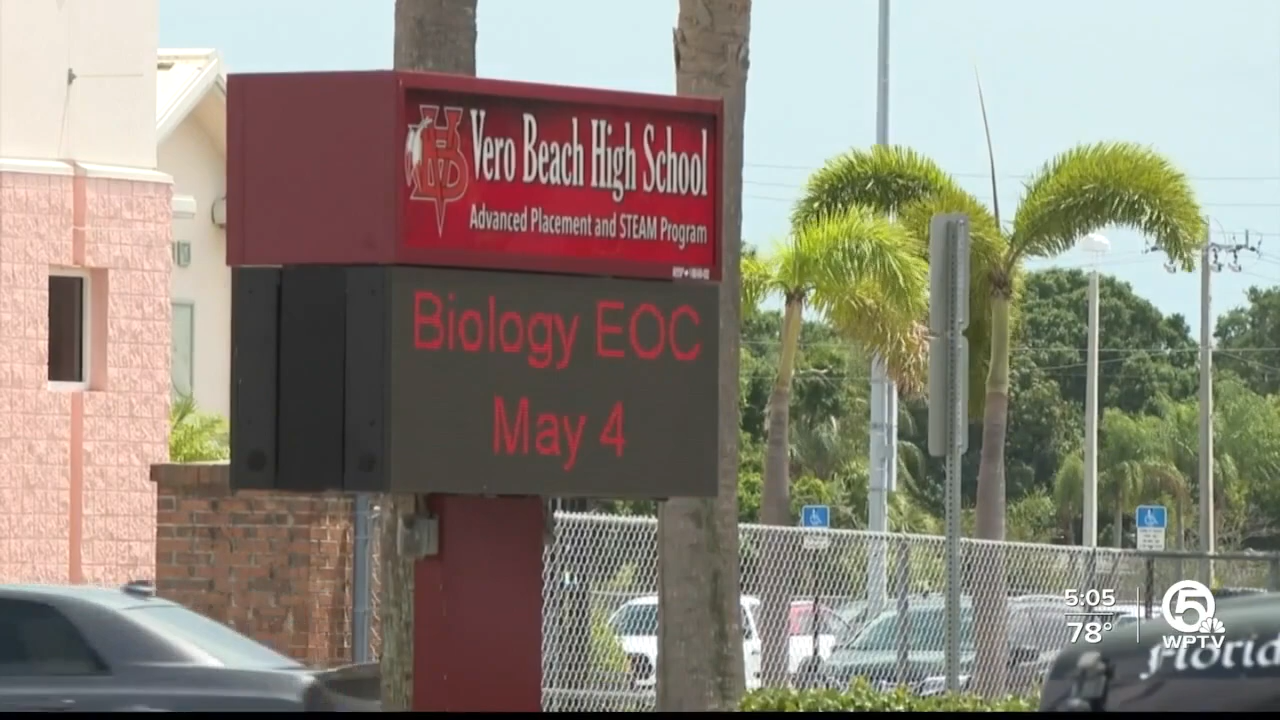 Vero Beach High School
Advanced Placement and STEAM Program
Biology EOC
May 4
5:05
78°
5
WPTV
Florid